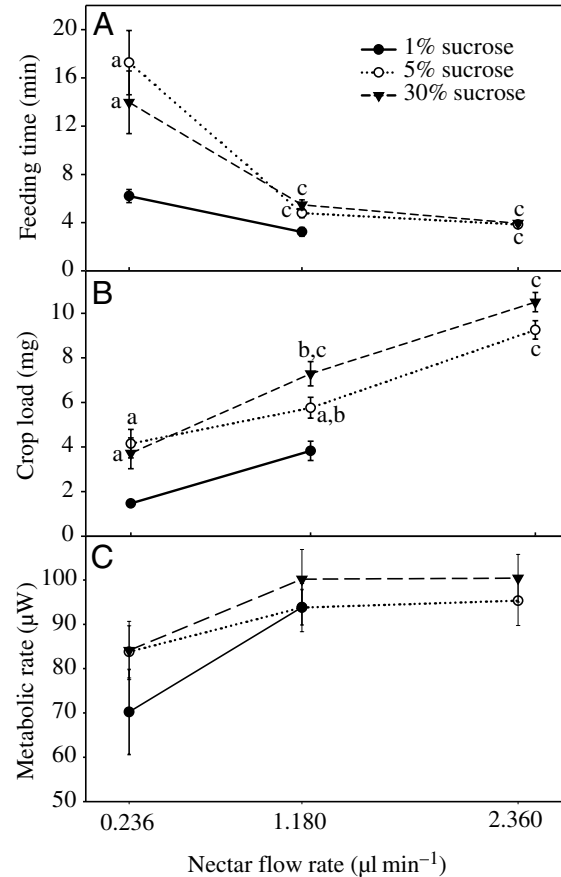 A
20
16
12
8
4
0
Feeding time (min)
1% sucrose
5% sucrose
30% sucrose
a
a
c
c
c
c
B
10
8
6
4
2
0
Crop load (mg)
a
a
b,c
a,b
c
c
C
100
90
80
70
60
50
Metabolic rate (µW)
0.236 1.180 2.360
Nectar flow rate (µl min⁻¹)